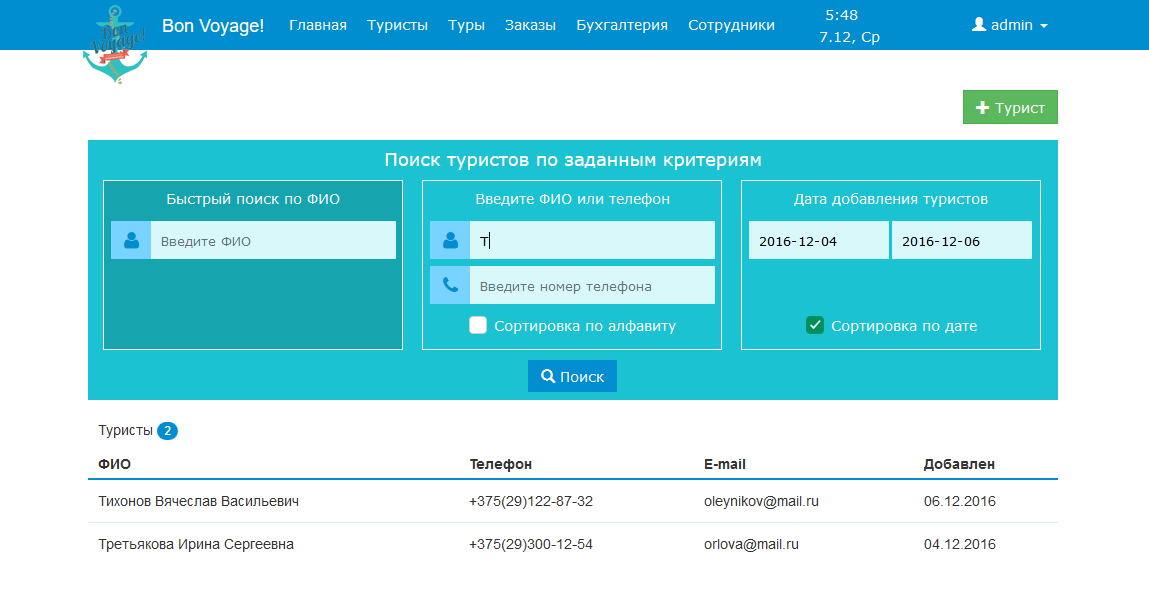 Bon Voyage!
Bon Voyage! Главная Туристы Туры Заказы Бухгалтерия Сотрудники 5:48 admin
7.12, Ср
Турист
Поиск туристов по заданным критериям
Быстрый поиск по ФИО Введите ФИО или телефон Дата добавления туристов
Введите ФИО Т 2016-12-04 2016-12-06
Введите номер телефона
Сортировка по алфавиту Сортировка по дате
Поиск
Туристы 2
ФИО Телефон E-mail Добавлен
Тихонов Вячеслав Васильевич +375(29)122-87-32 oleynikov@mail.ru 06.12.2016
Третьякова Ирина Сергеевна +375(29)300-12-54 orlova@mail.ru 04.12.2016